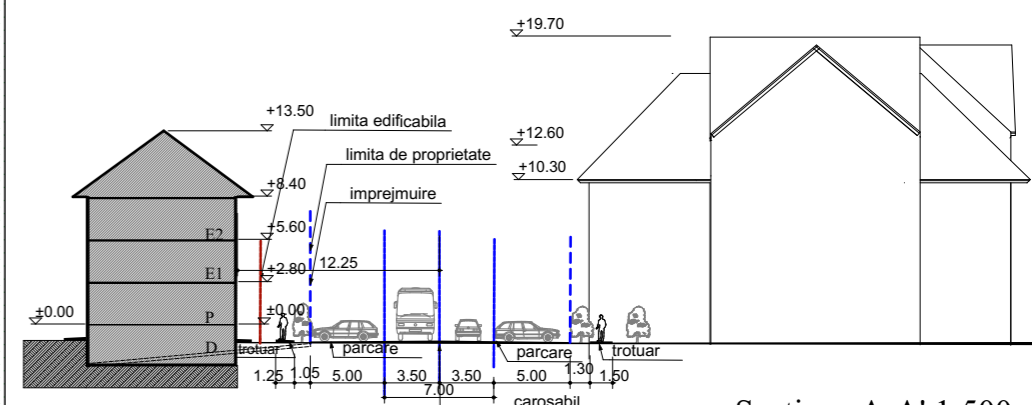 +19.70
+13.50
limita edificabila
+12.60
limita de proprietate
+10.30
+8.40
imprejmuire
E2
+5.60
12.25
E1
+2.80
+0.00
+0.00
P
D
trotuar
parcare
parcare
trotuar
1.25
1.05
5.00
3.50
3.50
5.00
1.30
1.50
7.00
carosabil